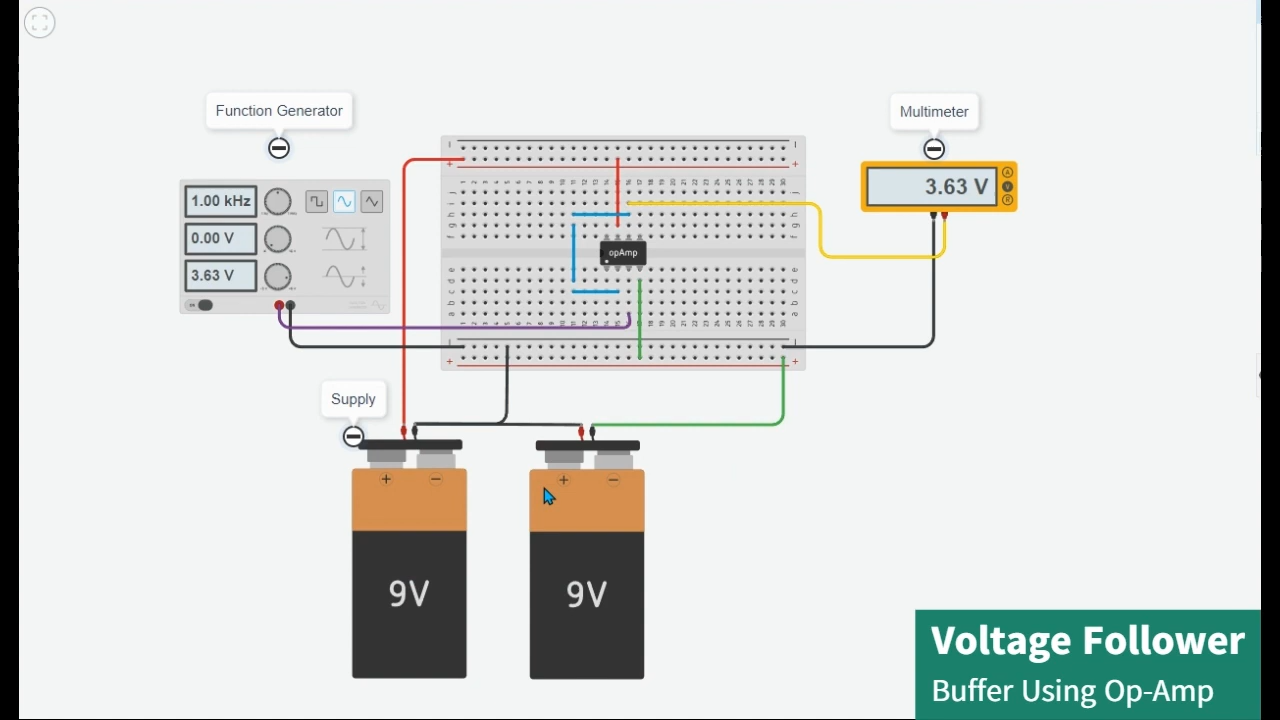 Function Generator
Multimeter
1.00 kHz
0.00 V
3.63 V
3.63 V
A
V
R
opAmp
Supply
+
−
+
−
9V
9V
Voltage Follower
Buffer Using Op-Amp